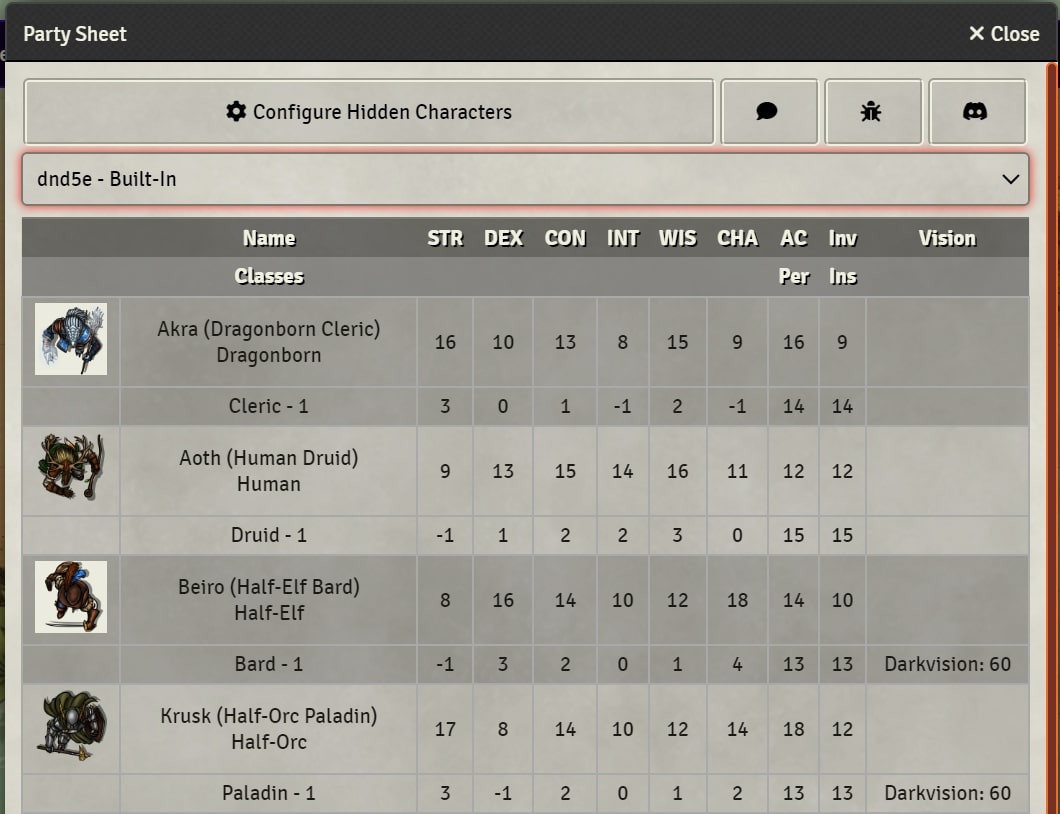 Party Sheet
Close
Configure Hidden Characters
dnd5e - Built-In
Name STR DEX CON INT WIS CHA AC Inv Vision
Classes Per Ins
Akra (Dragonborn Cleric)
Dragonborn
16 10 13 8 15 9 16 9
Cleric - 1 3 0 1 -1 2 -1 14 14
Aoth (Human Druid)
Human
9 13 15 14 16 11 12 12
Druid - 1 -1 1 2 2 3 0 15 15
Beiro (Half-Elf Bard)
Half-Elf
8 16 14 10 12 18 14 10
Bard - 1 -1 3 2 0 1 4 13 13 Darkvision: 60
Krusk (Half-Orc Paladin)
Half-Orc
17 8 14 10 12 14 18 12
Paladin - 1 3 -1 2 0 1 2 13 13 Darkvision: 60